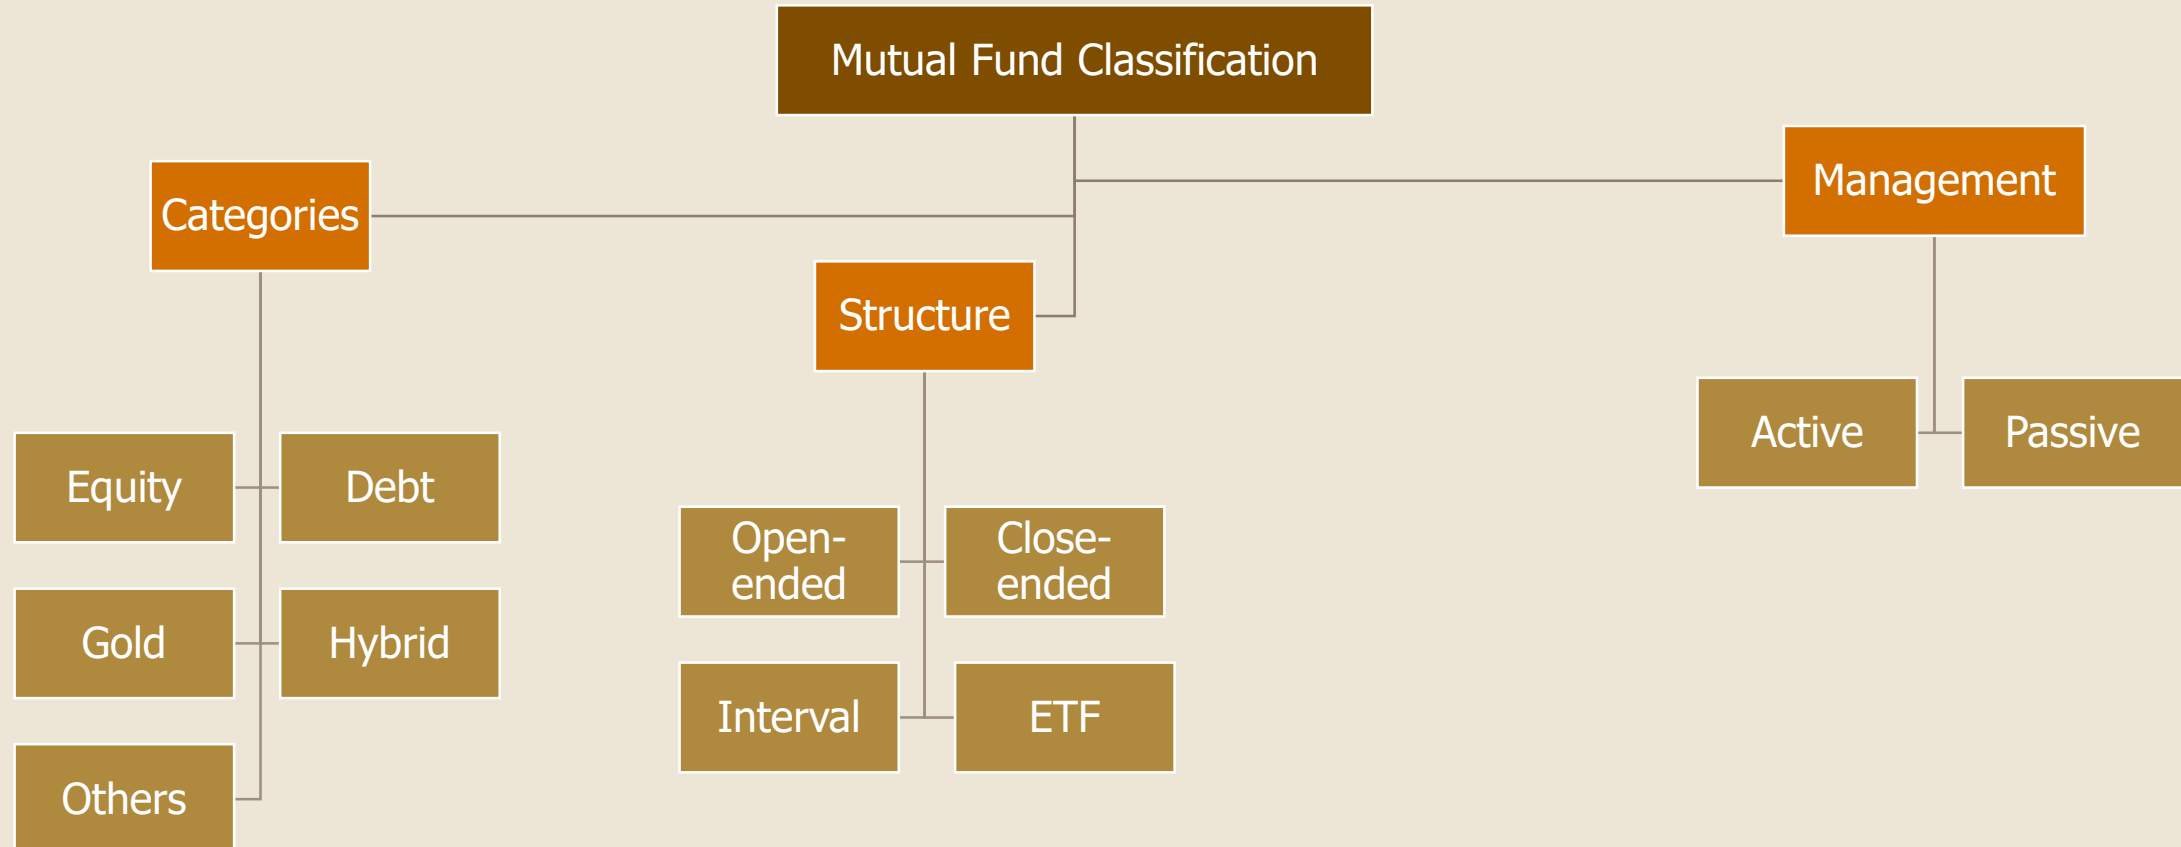 Mutual Fund Classification
Categories
Structure
Management
Equity
Debt
Gold
Hybrid
Others
Open-
ended
Close-
ended
Interval
ETF
Active
Passive